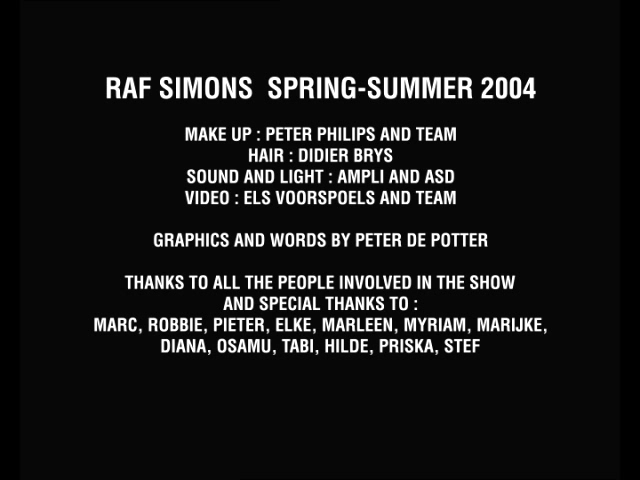 RAF SIMONS  SPRING-SUMMER 2004
MAKE UP : PETER PHILIPS AND TEAM
HAIR : DIDIER BRYS
SOUND AND LIGHT : AMPLI AND ASD
VIDEO : ELS VOORSPOELS AND TEAM
GRAPHICS AND WORDS BY PETER DE POTTER
THANKS TO ALL THE PEOPLE INVOLVED IN THE SHOW
AND SPECIAL THANKS TO :
MARC, ROBBIE, PIETER, ELKE, MARLEEN, MYRIAM, MARIJKE,
DIANA, OSAMU, TABI, HILDE, PRISKA, STEF